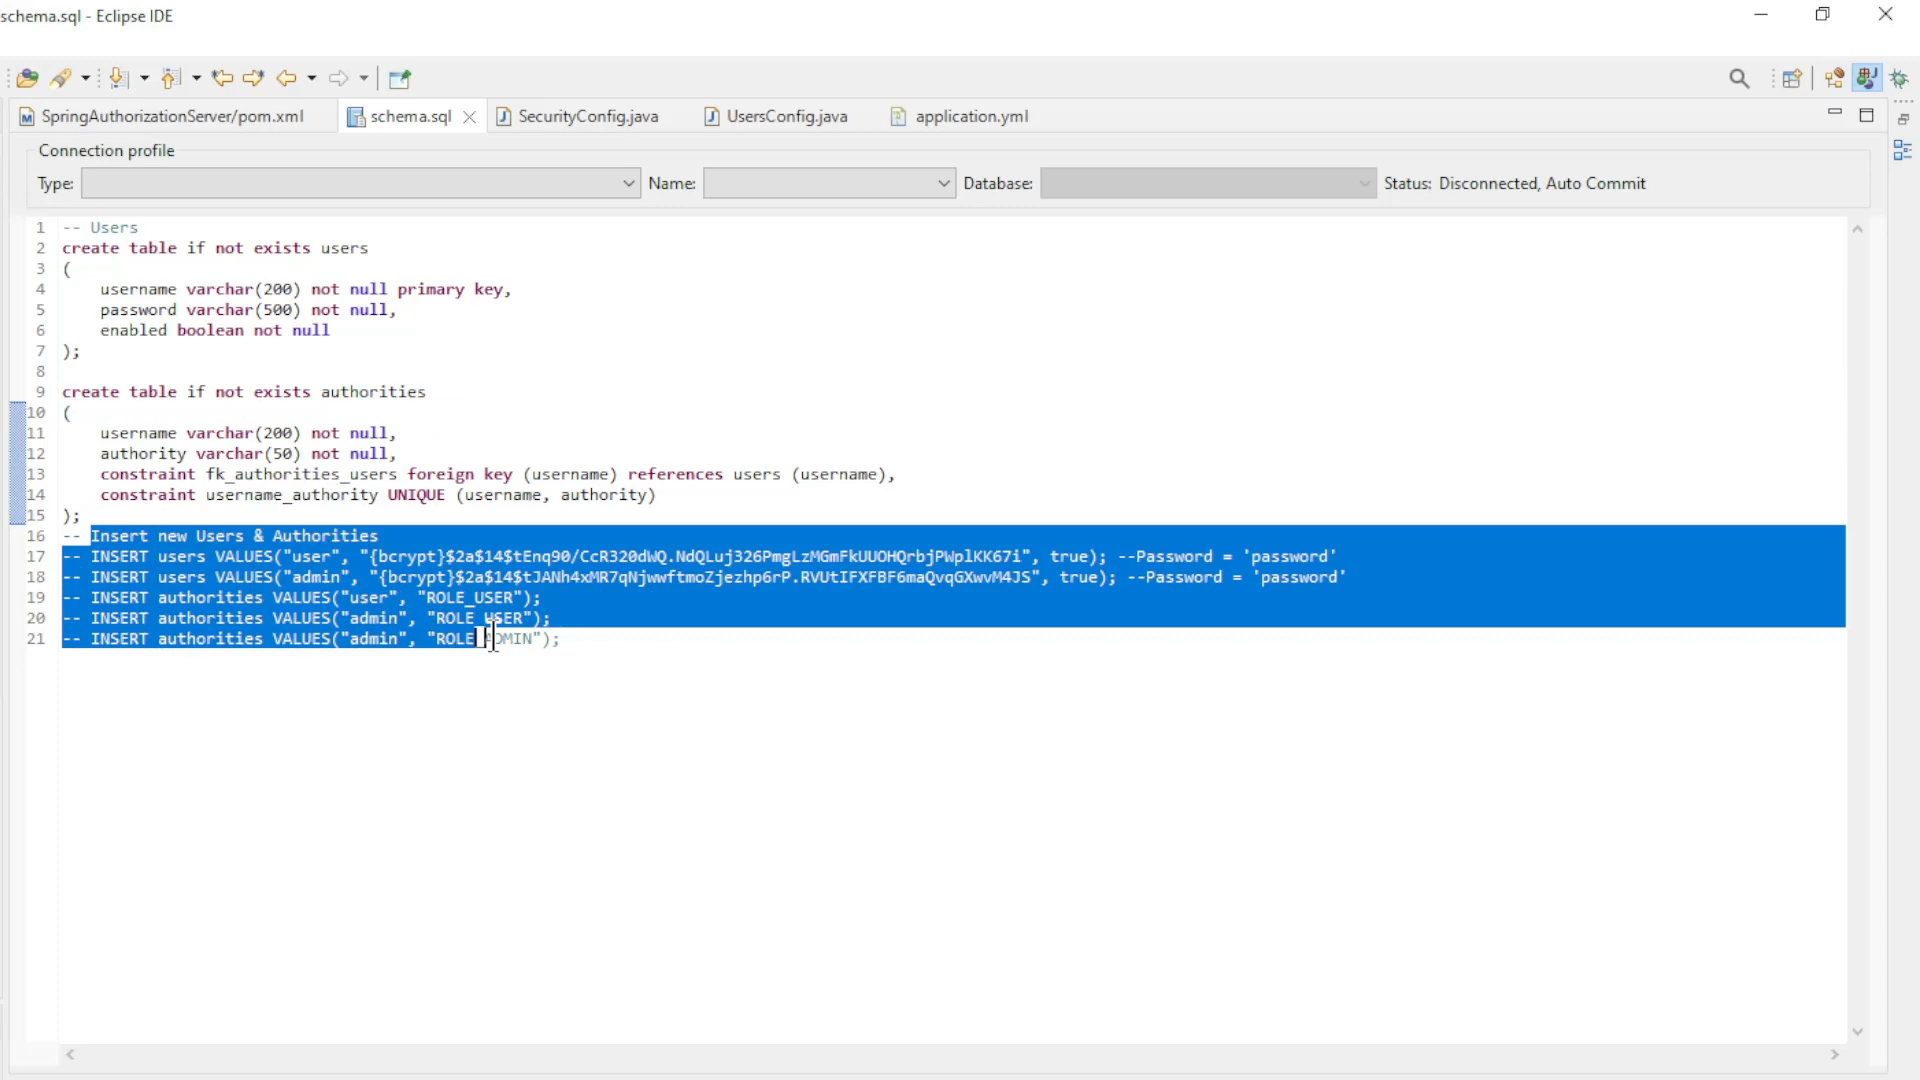 schema.sql - Eclipse IDE
SpringAuthorizationServer/pom.xml schema.sql SecurityConfig.java UsersConfig.java application.yml
Connection profile
Type: Name: Database: Status: Disconnected, Auto Commit
1 -- Users
2 create table if not exists users
3 (
4 username varchar(200) not null primary key,
5 password varchar(500) not null,
6 enabled boolean not null
7 );
8
9 create table if not exists authorities
10 (
11 username varchar(200) not null,
12 authority varchar(50) not null,
13 constraint fk_authorities_users foreign key (username) references users (username),
14 constraint username_authority UNIQUE (username, authority)
15 );
16 -- Insert new Users & Authorities
17 -- INSERT users VALUES("user", "{bcrypt}$2a$14$tEnq90/CcR320dWQ.NdQLuj326PmgLzMGmFkUUOHQrbjPWplKK67i", true); --Password = 'password'
18 -- INSERT users VALUES("admin", "{bcrypt}$2a$14$tJANh4xMR7qNjwwftmoZjezhp6rP.RVUtIFXFBF6maQvqGXwvM4JS", true); --Password = 'password'
19 -- INSERT authorities VALUES("user", "ROLE_USER");
20 -- INSERT authorities VALUES("admin", "ROLE_USER");
21 -- INSERT authorities VALUES("admin", "ROLE_ADMIN");